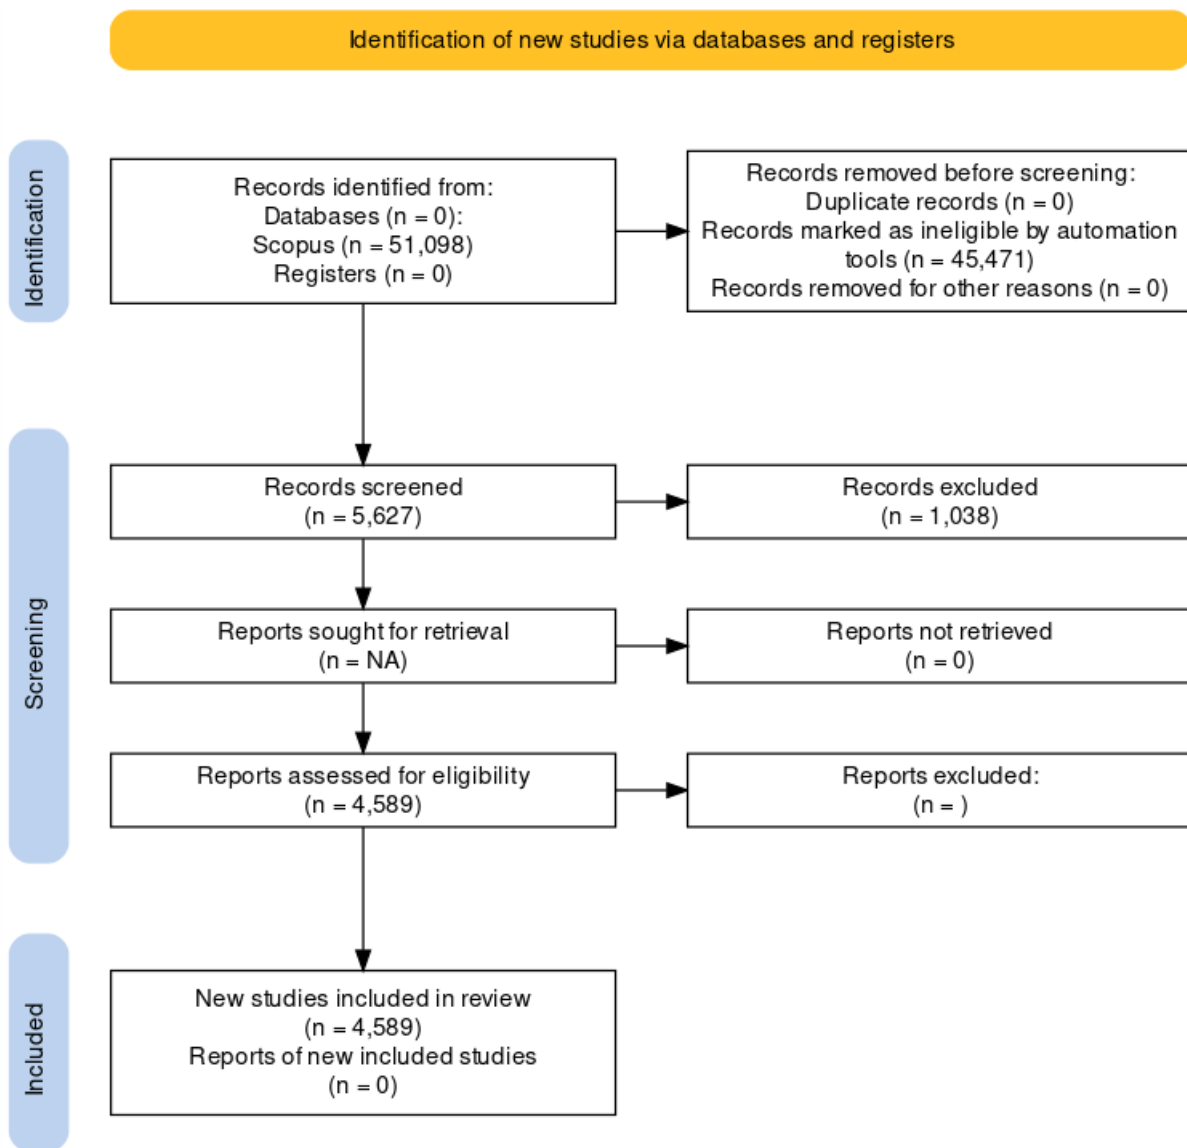 Identification of new studies via databases and registers
Identification
Records identified from:
Databases (n = 0):
Scopus (n = 51,098)
Registers (n = 0)
Records removed before screening:
Duplicate records (n = 0)
Records marked as ineligible by automation
tools (n = 45,471)
Records removed for other reasons (n = 0)
Screening
Records screened
(n = 5,627)
Records excluded
(n = 1,038)
Reports sought for retrieval
(n = NA)
Reports not retrieved
(n = 0)
Reports assessed for eligibility
(n = 4,589)
Reports excluded:
(n = )
Included
New studies included in review
(n = 4,589)
Reports of new included studies
(n = 0)